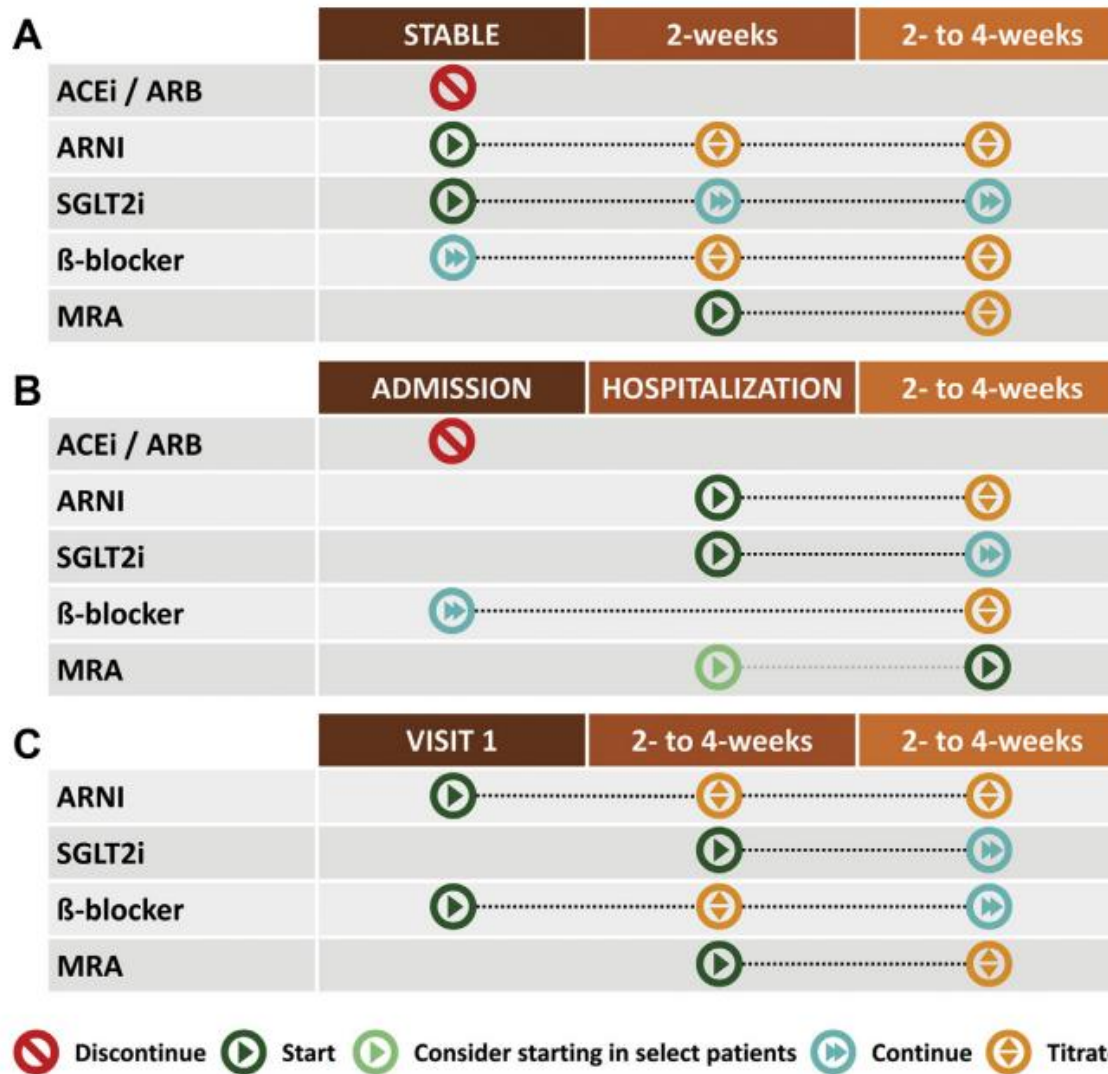 A STABLE 2-weeks 2- to 4-weeks
ACEi / ARB
ARNI
SGLT2i
ß-blocker
MRA
B ADMISSION HOSPITALIZATION 2- to 4-weeks
ACEi / ARB
ARNI
SGLT2i
ß-blocker
MRA
C VISIT 1 2- to 4-weeks 2- to 4-weeks
ARNI
SGLT2i
ß-blocker
MRA
Discontinue Start Consider starting in select patients Continue Titrat